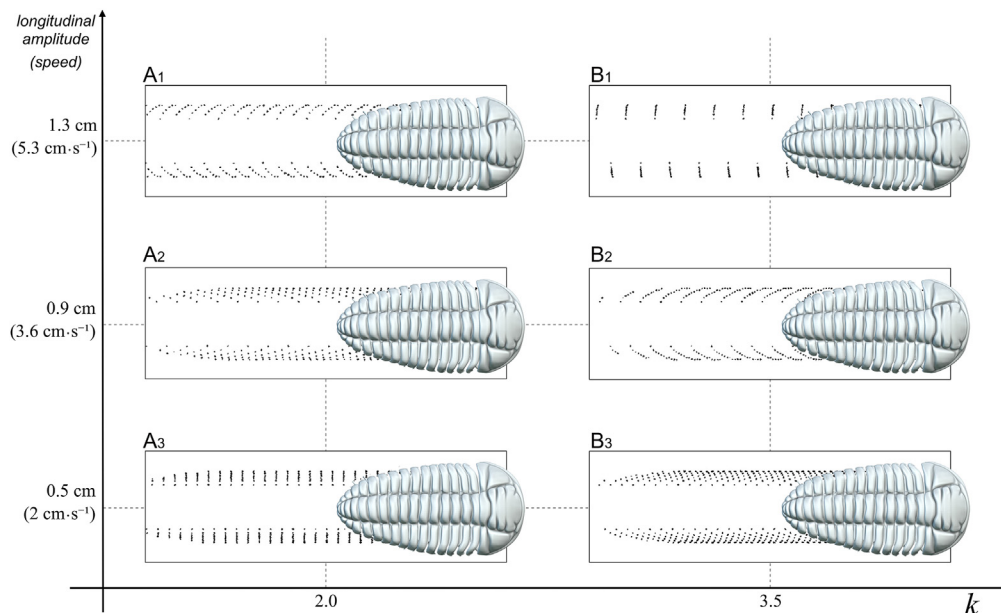 longitudinal
amplitude
(speed)
A1
B1
1.3 cm
(5.3 cm·s⁻¹)
A2
B2
0.9 cm
(3.6 cm·s⁻¹)
A3
B3
0.5 cm
(2 cm·s⁻¹)
2.0
3.5
k